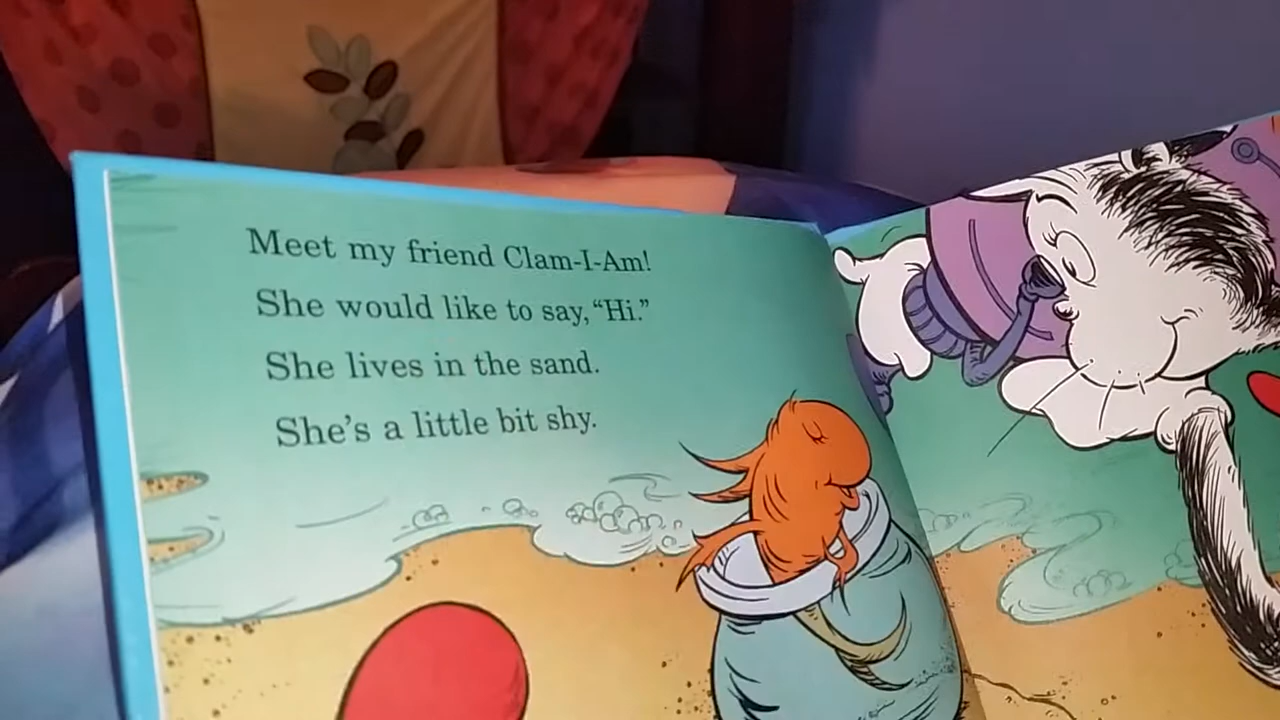 Meet my friend Clam-I-Am!
She would like to say, “Hi.”
She lives in the sand.
She’s a little bit shy.